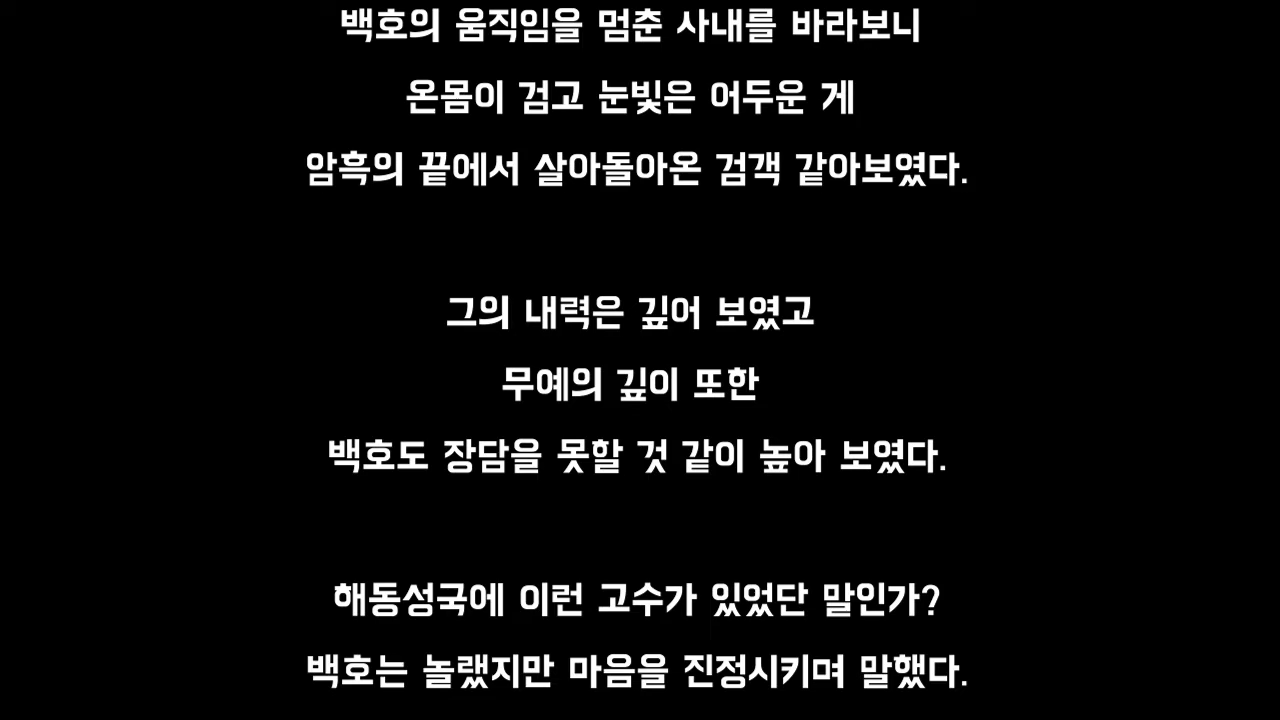 백호의 움직임을 멈춘 사내를 바라보니
온몸이 검고 눈빛은 어두운 게
암흑의 끝에서 살아돌아온 검객 같아보였다.
그의 내력은 깊어 보였고
무예의 깊이 또한
백호도 장담을 못할 것 같이 높아 보였다.
해동성국에 이런 고수가 있었단 말인가?
백호는 놀랬지만 마음을 진정시키며 말했다.